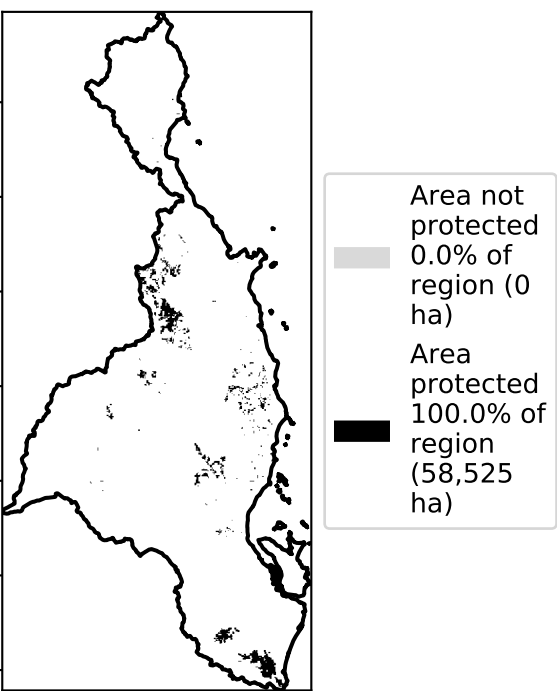 Area not
protected
0.0% of
region (0
ha)
Area
protected
100.0% of
region
(58,525
ha)